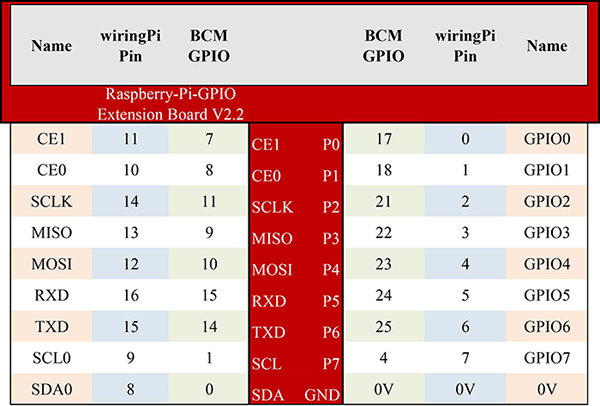 Name wiringPi Pin BCM GPIO BCM GPIO wiringPi Pin Name
Raspberry-Pi-GPIO
Extension Board V2.2
CE1 11 7 CE1 P0 17 0 GPIO0
CE0 10 8 CE0 P1 18 1 GPIO1
SCLK 14 11 SCLK P2 21 2 GPIO2
MISO 13 9 MISO P3 22 3 GPIO3
MOSI 12 10 MOSI P4 23 4 GPIO4
RXD 16 15 RXD P5 24 5 GPIO5
TXD 15 14 TXD P6 25 6 GPIO6
SCL0 9 1 SCL P7 4 7 GPIO7
SDA0 8 0 SDA GND 0V 0V 0V